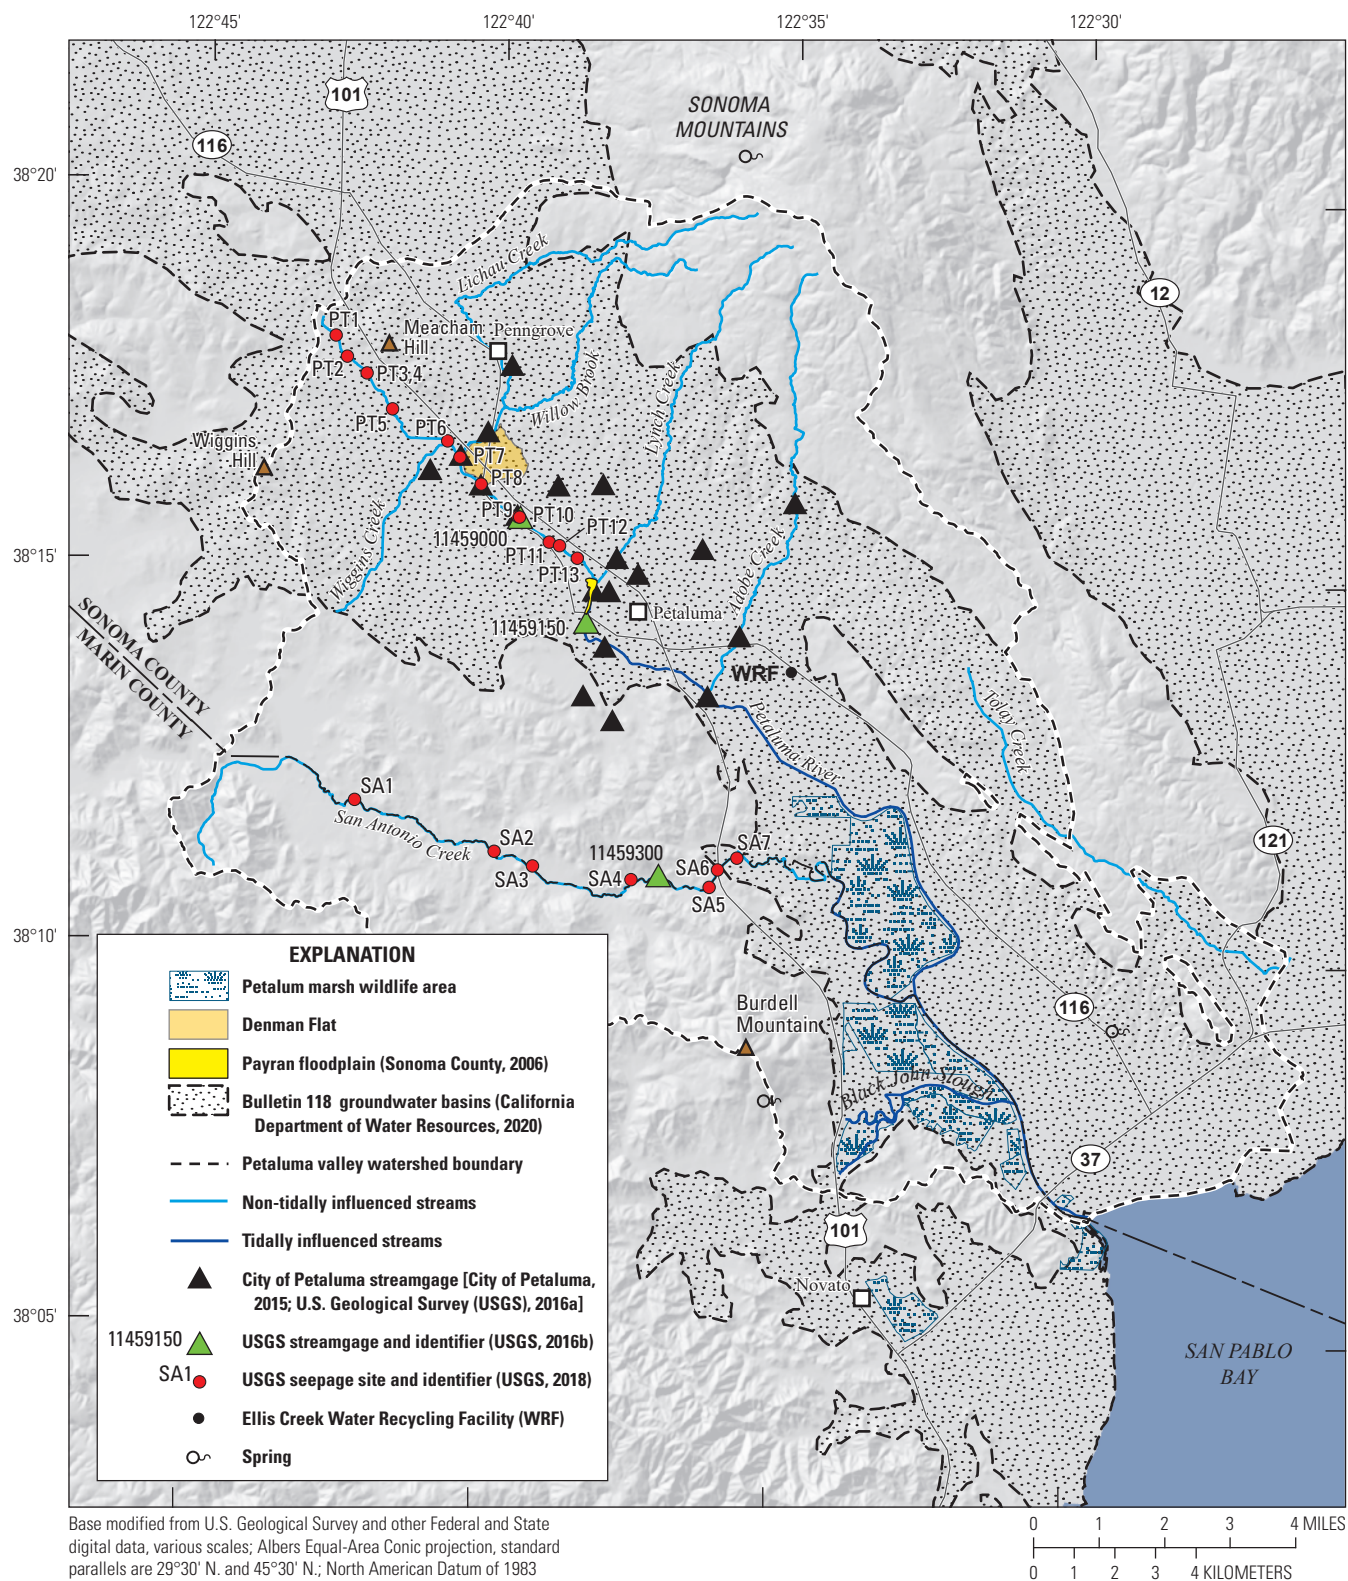 122°45'
122°40'
122°35'
122°30'
38°20'
38°15'
38°10'
38°05'
101
116
SONOMA
MOUNTAINS
12
Lichau Creek
PT1
Meacham
Hill
Penngrove
PT2
PT3,4
PT5
PT6
Willow Brook
Lynch Creek
Wiggins
Hill
PT7
PT8
PT9
PT10
PT12
11459000
PT11
PT13
Wiggins Creek
Adobe Creek
11459150
Petaluma
SONOMA COUNTY
MARIN COUNTY
WRF
Petaluma River
Tolay Creek
SA1
San Antonio Creek
SA2
SA3
11459300
SA4
SA5
SA6
SA7
121
Burdell
Mountain
116
Black John Slough
37
101
Novato
SAN PABLO
BAY
EXPLANATION
Petalum marsh wildlife area
Denman Flat
Payran floodplain (Sonoma County, 2006)
Bulletin 118 groundwater basins (California
Department of Water Resources, 2020)
Petaluma valley watershed boundary
Non-tidally influenced streams
Tidally influenced streams
City of Petaluma streamgage [City of Petaluma,
2015; U.S. Geological Survey (USGS), 2016a]
11459150 USGS streamgage and identifier (USGS, 2016b)
SA1 USGS seepage site and identifier (USGS, 2018)
Ellis Creek Water Recycling Facility (WRF)
Spring
Base modified from U.S. Geological Survey and other Federal and State
digital data, various scales; Albers Equal-Area Conic projection, standard
parallels are 29°30' N. and 45°30' N.; North American Datum of 1983
0 1 2 3 4 MILES
0 1 2 3 4 KILOMETERS